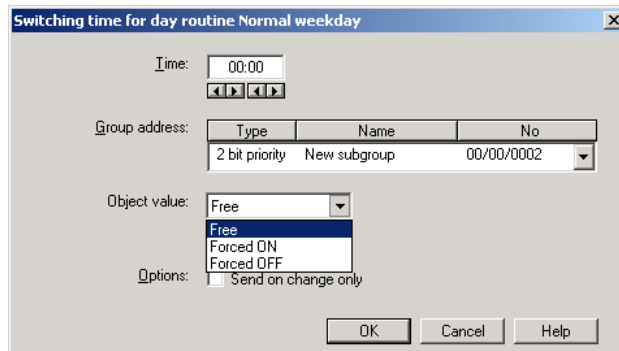 Switching time for day routine Normal weekday
Time: 00:00
Group address: Type Name No
2 bit priority New subgroup 00/00/0002
Object value: Free
Free
Forced ON
Forced OFF
Options: Send on change only
OK Cancel Help